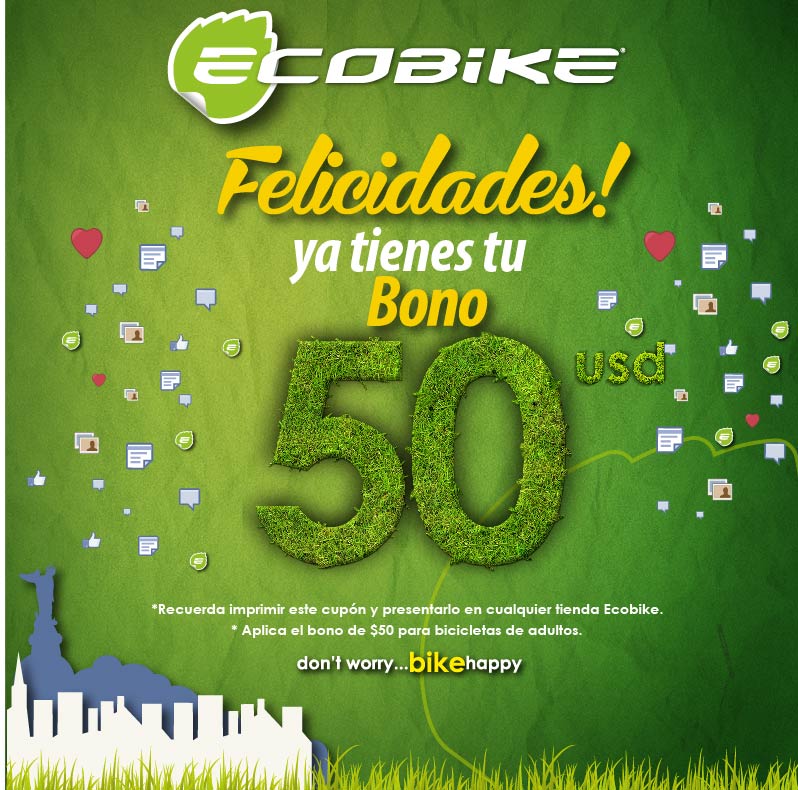 ECOBIKE®
Felicidades!
ya tienes tu
Bono
50 usd
*Recuerda imprimir este cupón y presentarlo en cualquier tienda Ecobike.
* Aplica el bono de $50 para bicicletas de adultos.
don't worry...bikehappy